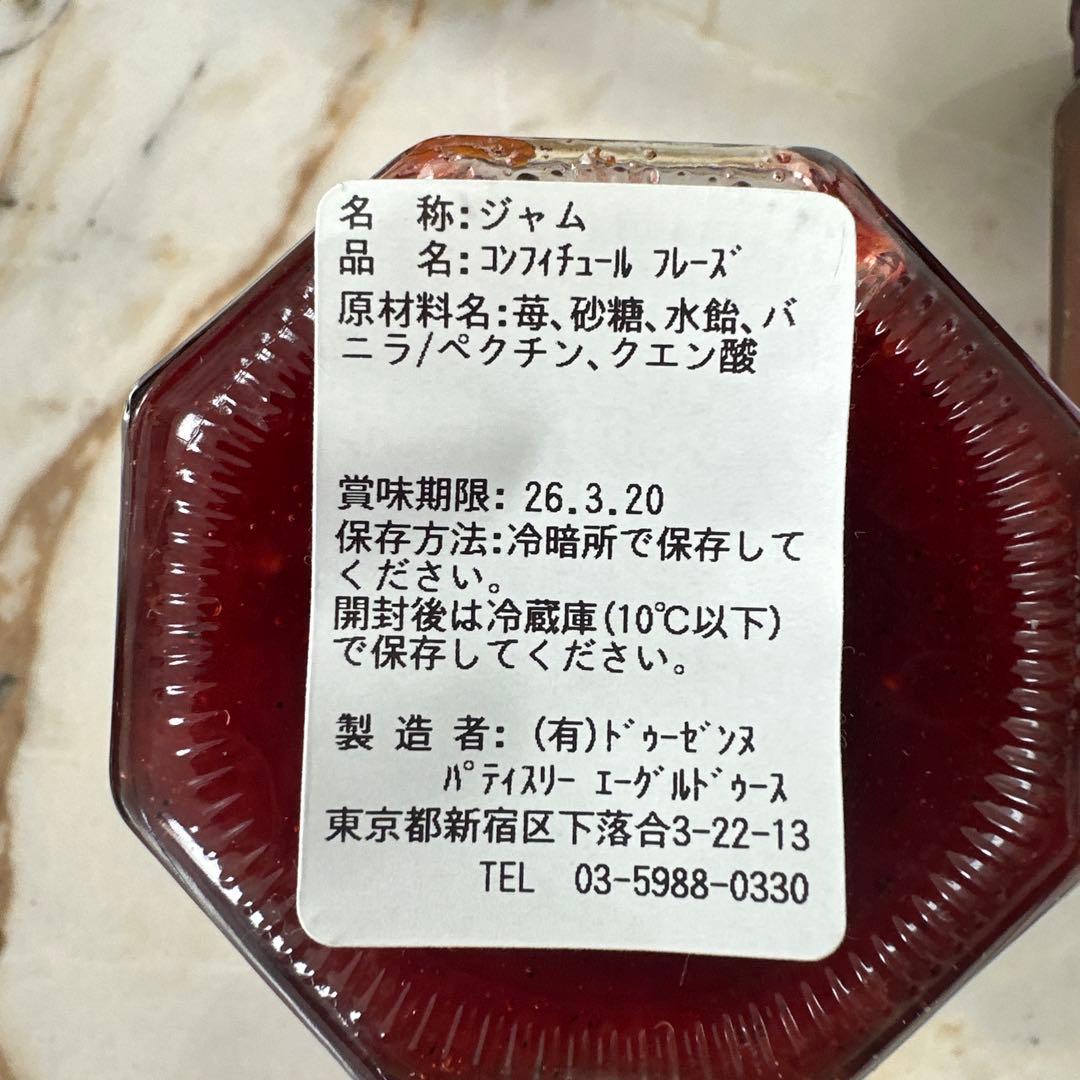 名　称:ジャム
品　名:ｺﾝﾌｨﾁｭｰﾙ ﾌﾚｰｽﾞ
原材料名:苺、砂糖、水飴、バ
ニラ/ペクチン、クエン酸
賞味期限: 26.3.20
保存方法:冷暗所で保存して
ください。
開封後は冷蔵庫(10℃以下)
で保存してください。
製 造 者: (有)ﾄﾞｩｰｾﾞﾝﾇ
ﾊﾟﾃｨｽﾘｰ ｴｰｸﾞﾙﾄﾞｩｰｽ
東京都新宿区下落合3-22-13
TEL　03-5988-0330